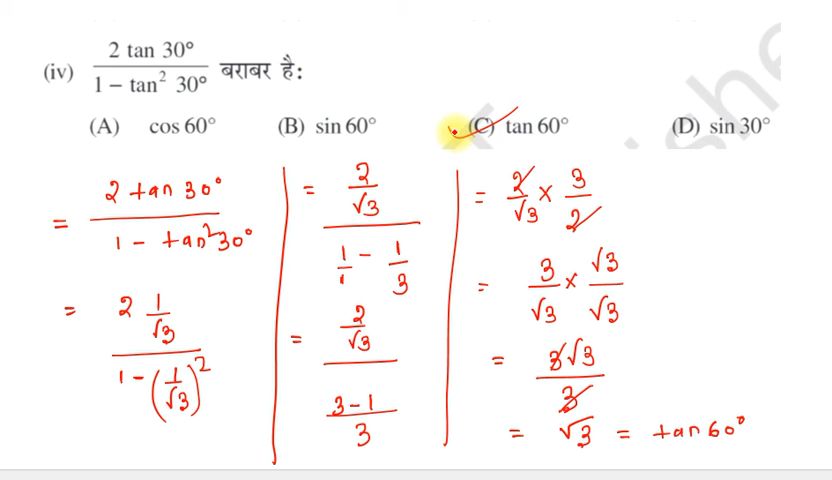 (iv) 2 tan 30° / 1 – tan² 30° बराबर है:
(A) cos 60° (B) sin 60° (C) tan 60° (D) sin 30°
= 2 tan 30° / 1 - tan² 30°
= 2 1/√3 / 1 - (1/√3)²
= 2/√3 / 1/1 - 1/3
= 2/√3 / 3-1/3
= 2/√3 × 3/2
= 3/√3 × √3/√3
= 3√3/3
= √3 = tan 60°